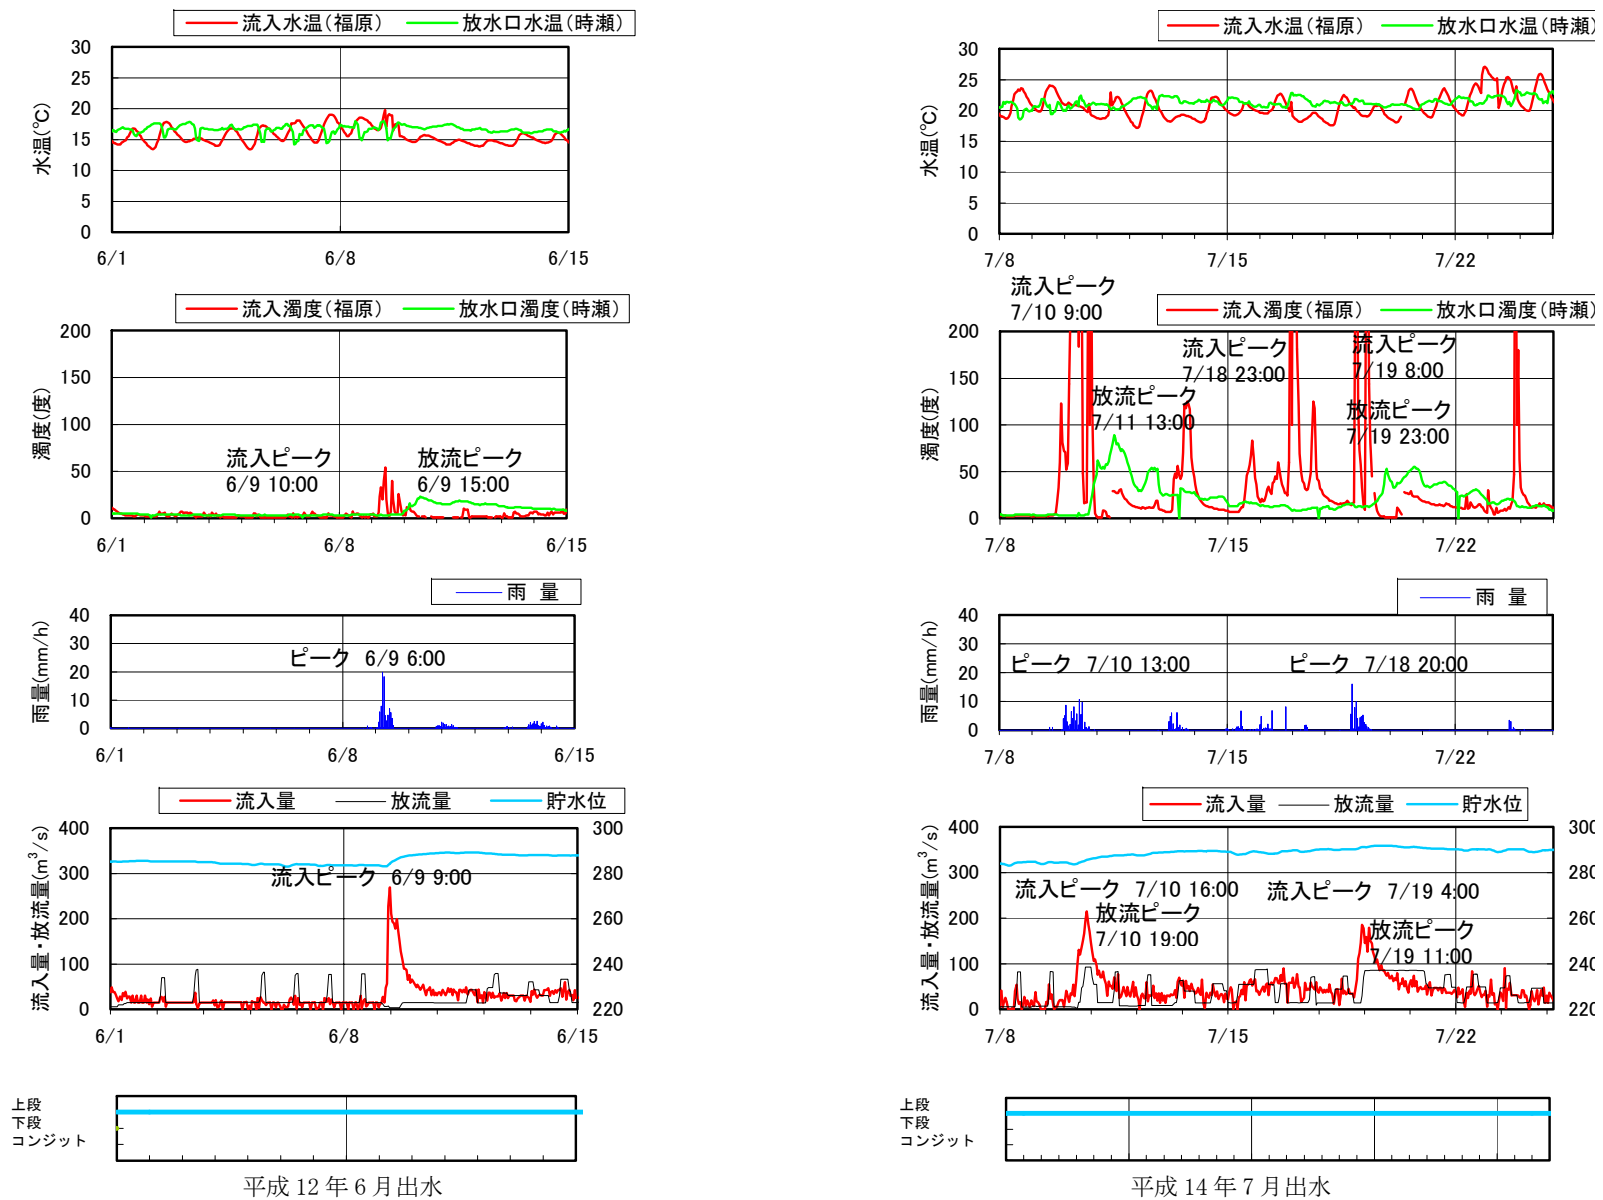 流入水温(福原) 放水口水温(時瀬)
水温(℃)
30
25
20
15
10
5
0
6/1 6/8 6/15
流入濁度(福原) 放水口濁度(時瀬)
濁度(度)
200
150
100
50
0
流入ピーク
6/9 10:00
放流ピーク
6/9 15:00
6/1 6/8 6/15
雨 量
雨量(mm/h)
40
30
20
10
0
ピーク 6/9 6:00
6/1 6/8 6/15
流入量 放流量 貯水位
流入量・放流量(m³/s)
400
300
200
100
0
300
280
260
240
220
流入ピーク 6/9 9:00
6/1 6/8 6/15
上段
下段
コンジット
平成 12 年 6 月出水
流入水温(福原) 放水口水温(時瀬)
水温(℃)
30
25
20
15
10
5
0
7/8 7/15 7/22
流入ピーク
7/10 9:00
流入濁度(福原) 放水口濁度(時瀬)
濁度(度)
200
150
100
50
0
放流ピーク
7/11 13:00
流入ピーク
7/18 23:00
流入ピーク
7/19 8:00
放流ピーク
7/19 23:00
7/8 7/15 7/22
雨 量
雨量(mm/h)
40
30
20
10
0
ピーク 7/10 13:00
ピーク 7/18 20:00
7/8 7/15 7/22
流入量 放流量 貯水位
流入量・放流量(m³/s)
400
300
200
100
0
300
280
260
240
220
流入ピーク 7/10 16:00
放流ピーク
7/10 19:00
流入ピーク 7/19 4:00
放流ピーク
7/19 11:00
7/8 7/15 7/22
上段
下段
コンジット
平成 14 年 7 月出水